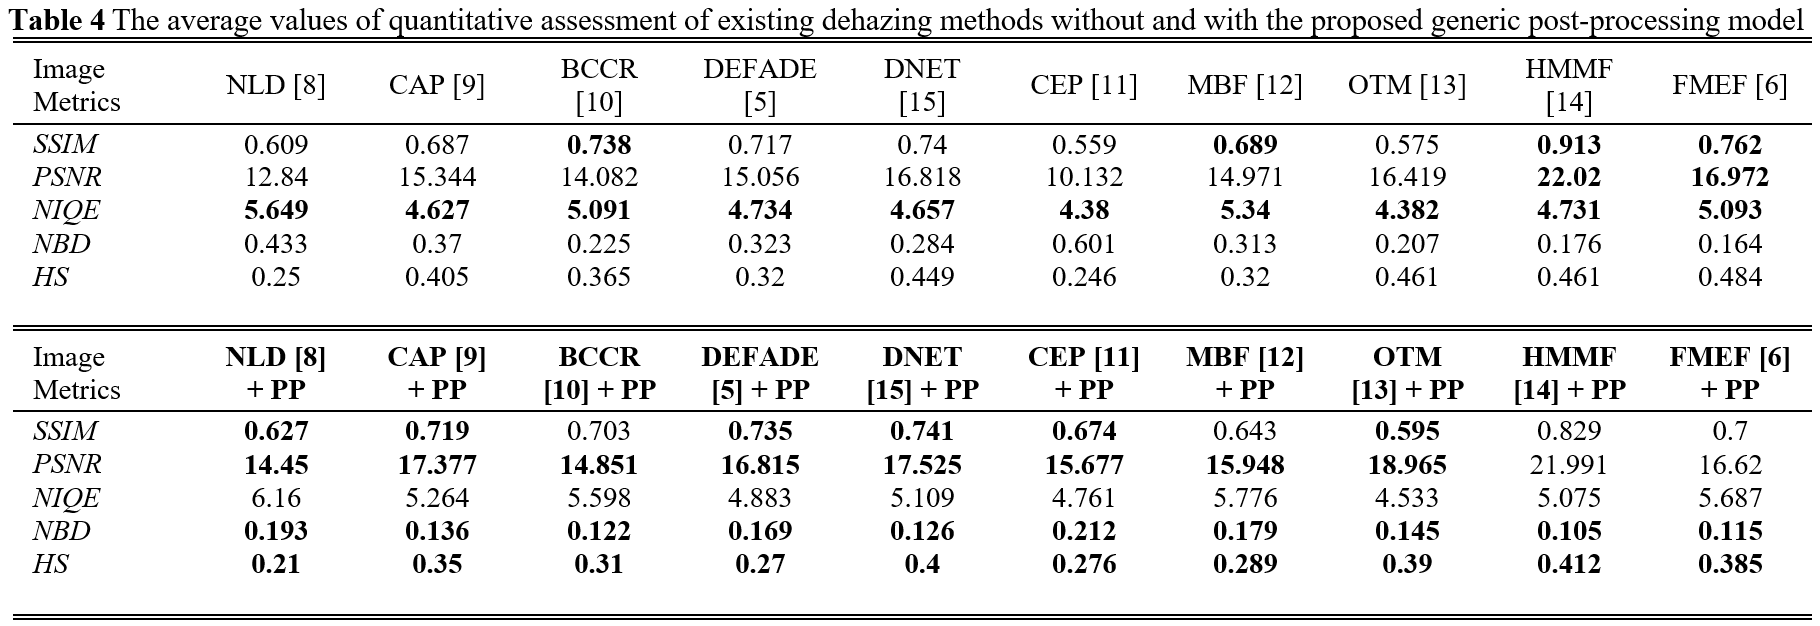 Table 4 The average values of quantitative assessment of existing dehazing methods without and with the proposed generic post-processing model
Image Metrics NLD [8] CAP [9] BCCR [10] DEFADE [5] DNET [15] CEP [11] MBF [12] OTM [13] HMMF [14] FMEF [6]
SSIM 0.609 0.687 0.738 0.717 0.74 0.559 0.689 0.575 0.913 0.762
PSNR 12.84 15.344 14.082 15.056 16.818 10.132 14.971 16.419 22.02 16.972
NIQE 5.649 4.627 5.091 4.734 4.657 4.38 5.34 4.382 4.731 5.093
NBD 0.433 0.37 0.225 0.323 0.284 0.601 0.313 0.207 0.176 0.164
HS 0.25 0.405 0.365 0.32 0.449 0.246 0.32 0.461 0.461 0.484
Image Metrics NLD [8] + PP CAP [9] + PP BCCR [10] + PP DEFADE [5] + PP DNET [15] + PP CEP [11] + PP MBF [12] + PP OTM [13] + PP HMMF [14] + PP FMEF [6] + PP
SSIM 0.627 0.719 0.703 0.735 0.741 0.674 0.643 0.595 0.829 0.7
PSNR 14.45 17.377 14.851 16.815 17.525 15.677 15.948 18.965 21.991 16.62
NIQE 6.16 5.264 5.598 4.883 5.109 4.761 5.776 4.533 5.075 5.687
NBD 0.193 0.136 0.122 0.169 0.126 0.212 0.179 0.145 0.105 0.115
HS 0.21 0.35 0.31 0.27 0.4 0.276 0.289 0.39 0.412 0.385